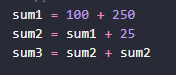 sum1 = 100 + 250
sum2 = sum1 + 25
sum3 = sum2 + sum2